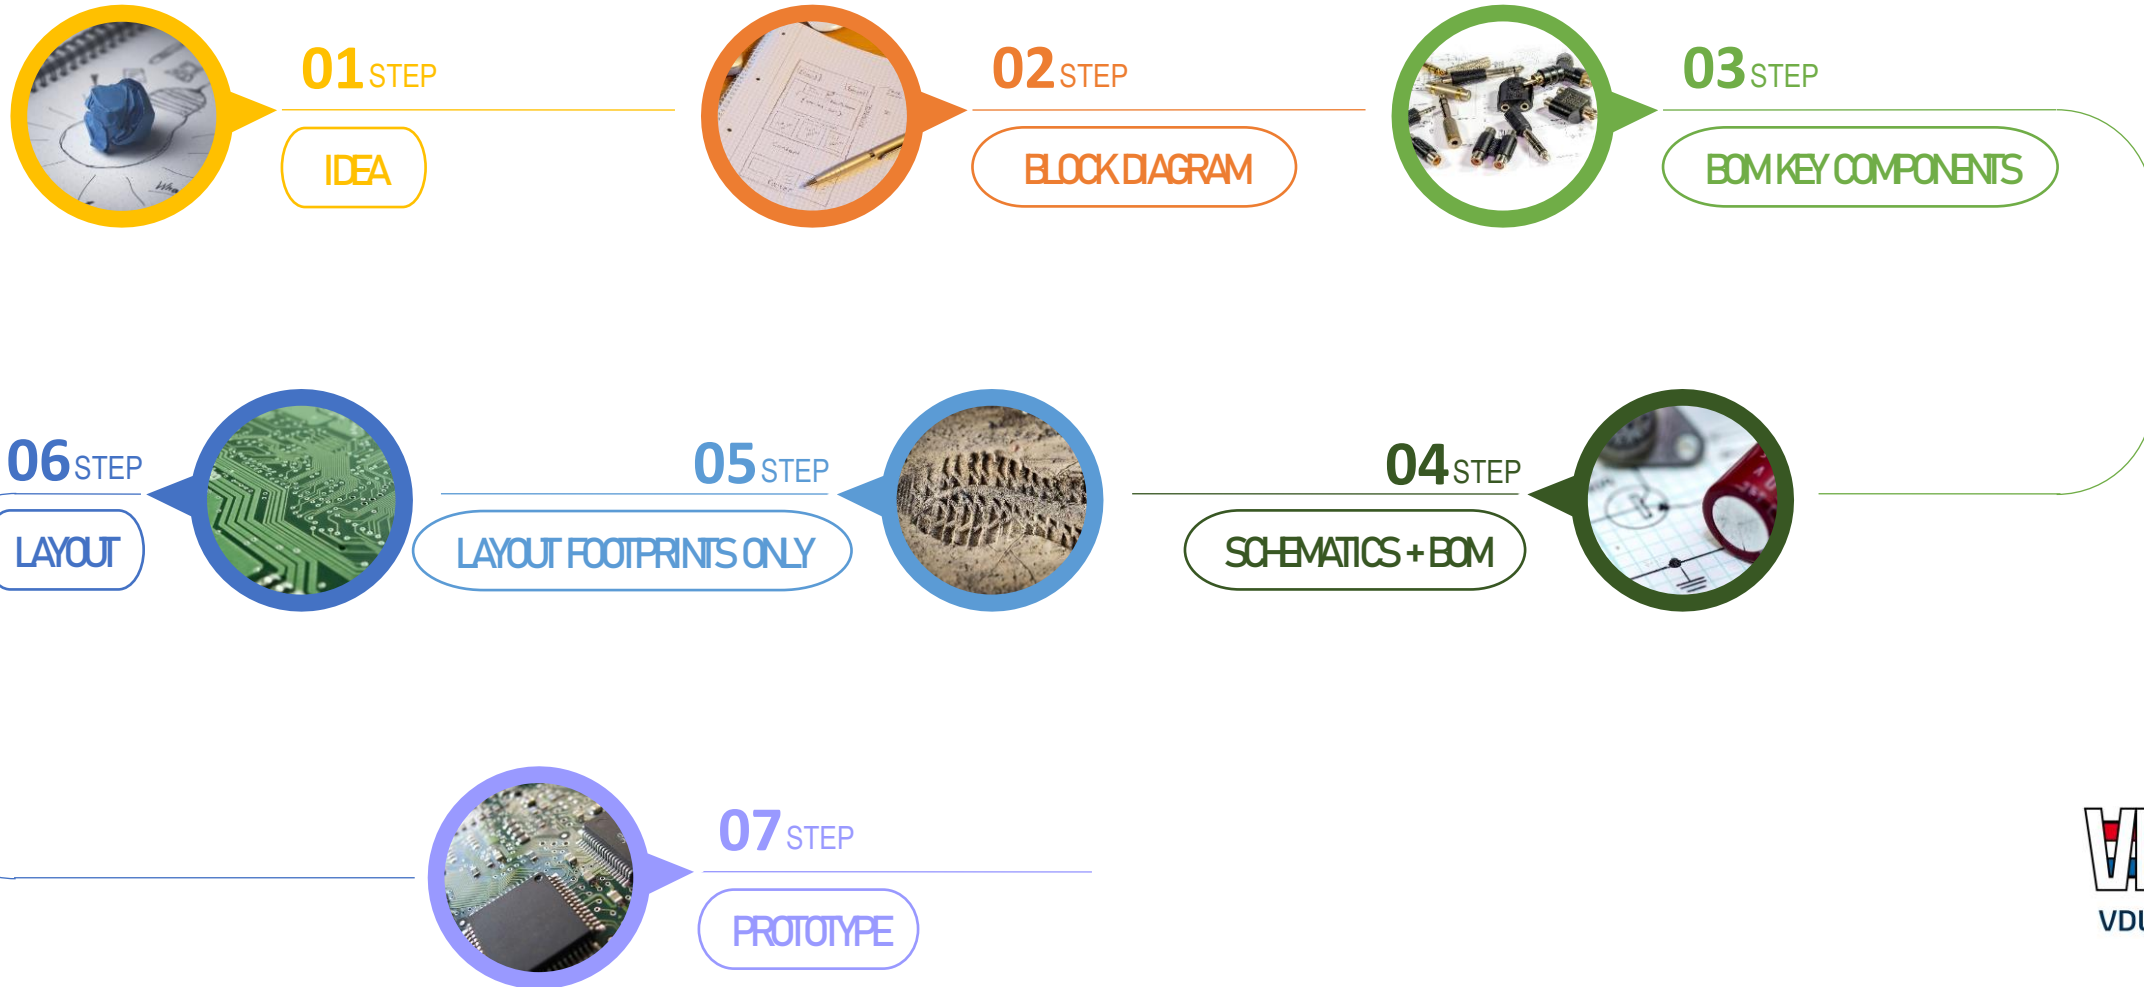 01 STEP
IDEA
02 STEP
BLOCK DIAGRAM
03 STEP
BOM KEY COMPONENTS
04 STEP
SCHEMATICS + BOM
05 STEP
LAYOUT FOOTPRINTS ONLY
06 STEP
LAYOUT
07 STEP
PROTOTYPE